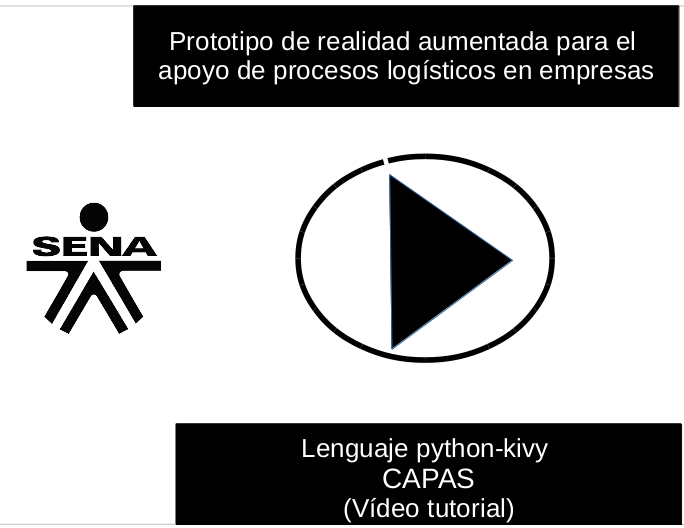 Prototipo de realidad aumentada para el
apoyo de procesos logísticos en empresas
SENA
Lenguaje python-kivy
CAPAS
(Vídeo tutorial)